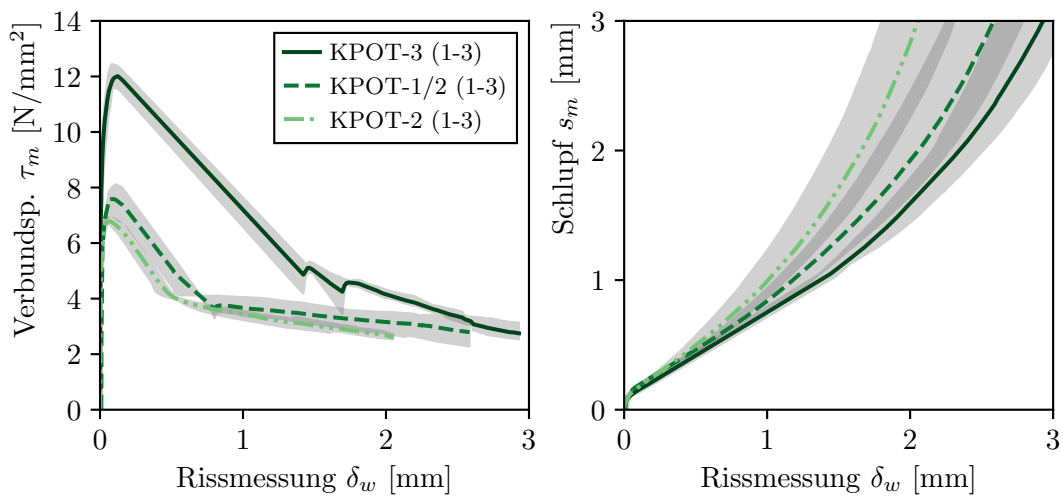 Verbundsp. τₘ [N/mm²]
14
12
10
8
6
4
2
0
0
1
2
3
Rissmessung δ_w [mm]
KPOT-3 (1-3)
KPOT-1/2 (1-3)
KPOT-2 (1-3)
Schlupf sₘ [mm]
3
2
1
0
0
1
2
3
Rissmessung δ_w [mm]